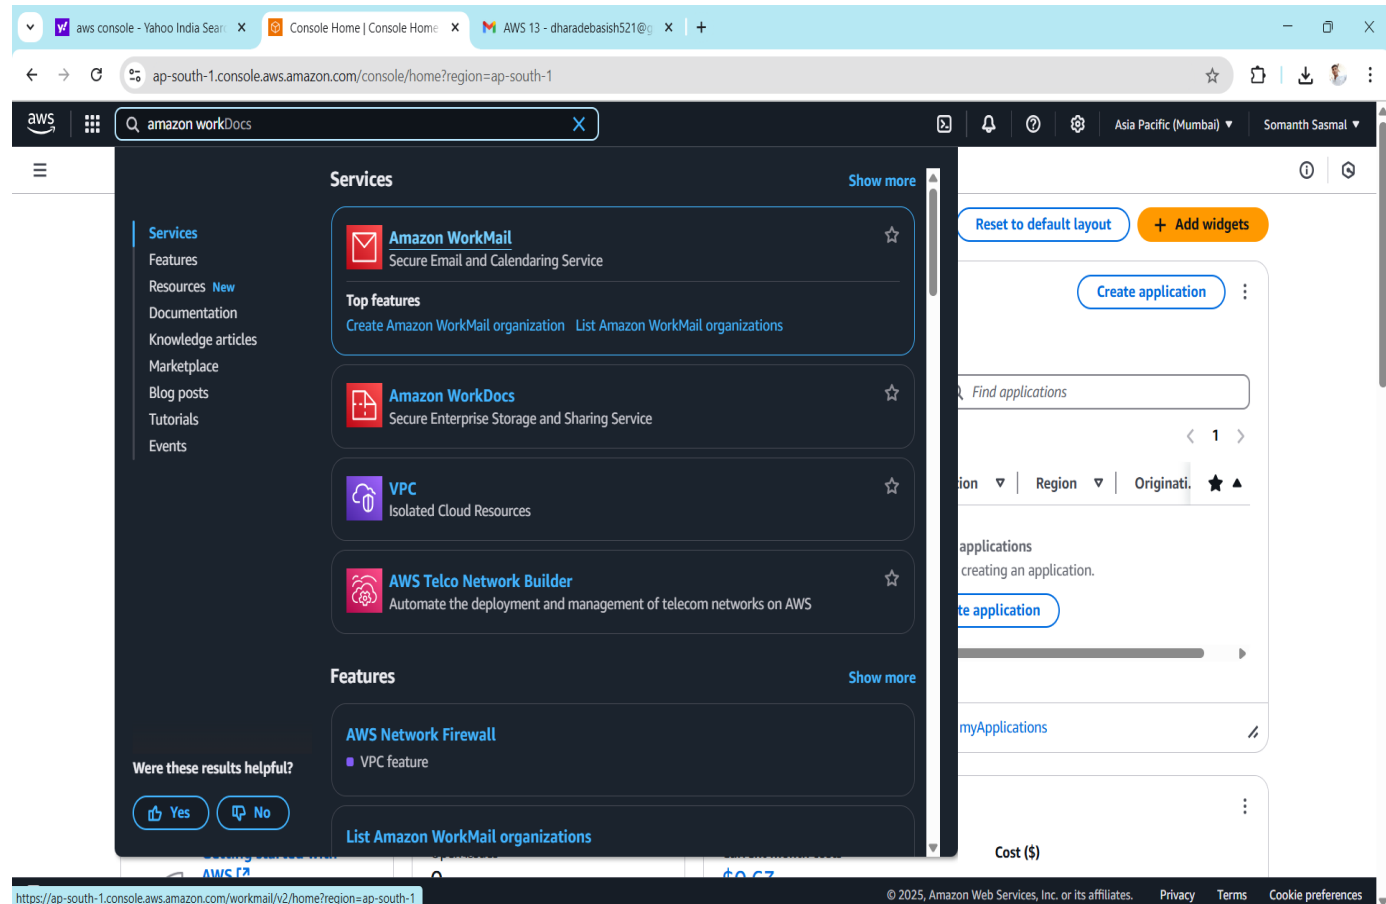 aws console - Yahoo India Sear
Console Home | Console Home
AWS 13 - dharadebasish521@g
ap-south-1.console.aws.amazon.com/console/home?region=ap-south-1
aws
amazon workDocs
Asia Pacific (Mumbai)
Somanth Sasmal
Services
Features
Resources New
Documentation
Knowledge articles
Marketplace
Blog posts
Tutorials
Events
Were these results helpful?
Yes
No
Services
Show more
Amazon WorkMail
Secure Email and Calendaring Service
Top features
Create Amazon WorkMail organization List Amazon WorkMail organizations
Amazon WorkDocs
Secure Enterprise Storage and Sharing Service
VPC
Isolated Cloud Resources
AWS Telco Network Builder
Automate the deployment and management of telecom networks on AWS
Features
Show more
AWS Network Firewall
VPC feature
List Amazon WorkMail organizations
Reset to default layout
+ Add widgets
Create application
Find applications
1
tion
Region
Originati.
applications
creating an application.
te application
myApplications
Cost ($)
AWS
https://ap-south-1.console.aws.amazon.com/workmail/v2/home?region=ap-south-1
© 2025, Amazon Web Services, Inc. or its affiliates.
Privacy
Terms
Cookie preferences